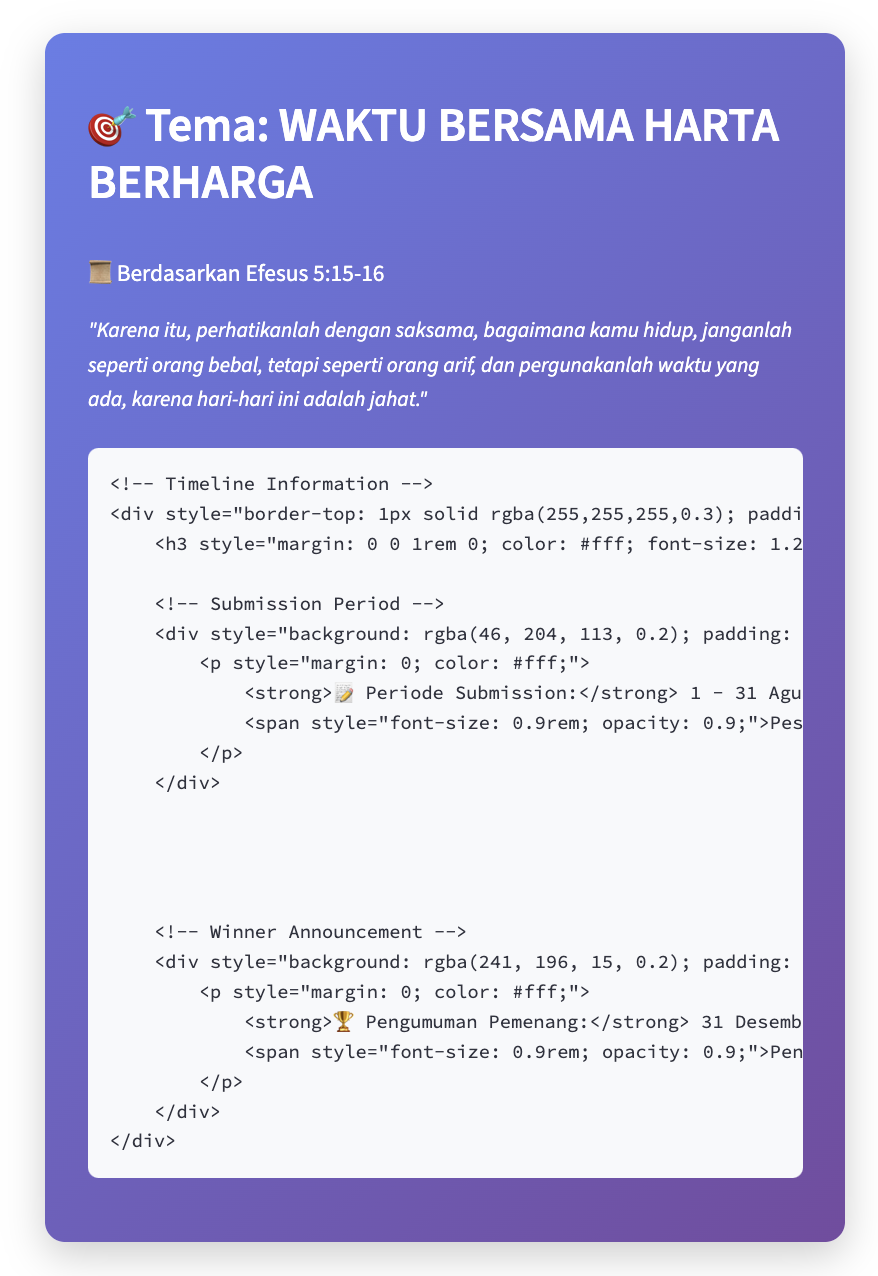 🎯 Tema: WAKTU BERSAMA HARTA
BERHARGA
📜 Berdasarkan Efesus 5:15-16
"Karena itu, perhatikanlah dengan saksama, bagaimana kamu hidup, janganlah
seperti orang bebal, tetapi seperti orang arif, dan pergunakanlah waktu yang
ada, karena hari-hari ini adalah jahat."
<!-- Timeline Information -->
<div style="border-top: 1px solid rgba(255,255,255,0.3); paddi
    <h3 style="margin: 0 0 1rem 0; color: #fff; font-size: 1.2
    <!-- Submission Period -->
    <div style="background: rgba(46, 204, 113, 0.2); padding:
        <p style="margin: 0; color: #fff;">
            <strong>📝 Periode Submission:</strong> 1 - 31 Agu
            <span style="font-size: 0.9rem; opacity: 0.9;">Pes
        </p>
    </div>
    <!-- Winner Announcement -->
    <div style="background: rgba(241, 196, 15, 0.2); padding:
        <p style="margin: 0; color: #fff;">
            <strong>🏆 Pengumuman Pemenang:</strong> 31 Desemb
            <span style="font-size: 0.9rem; opacity: 0.9;">Pen
        </p>
    </div>
</div>